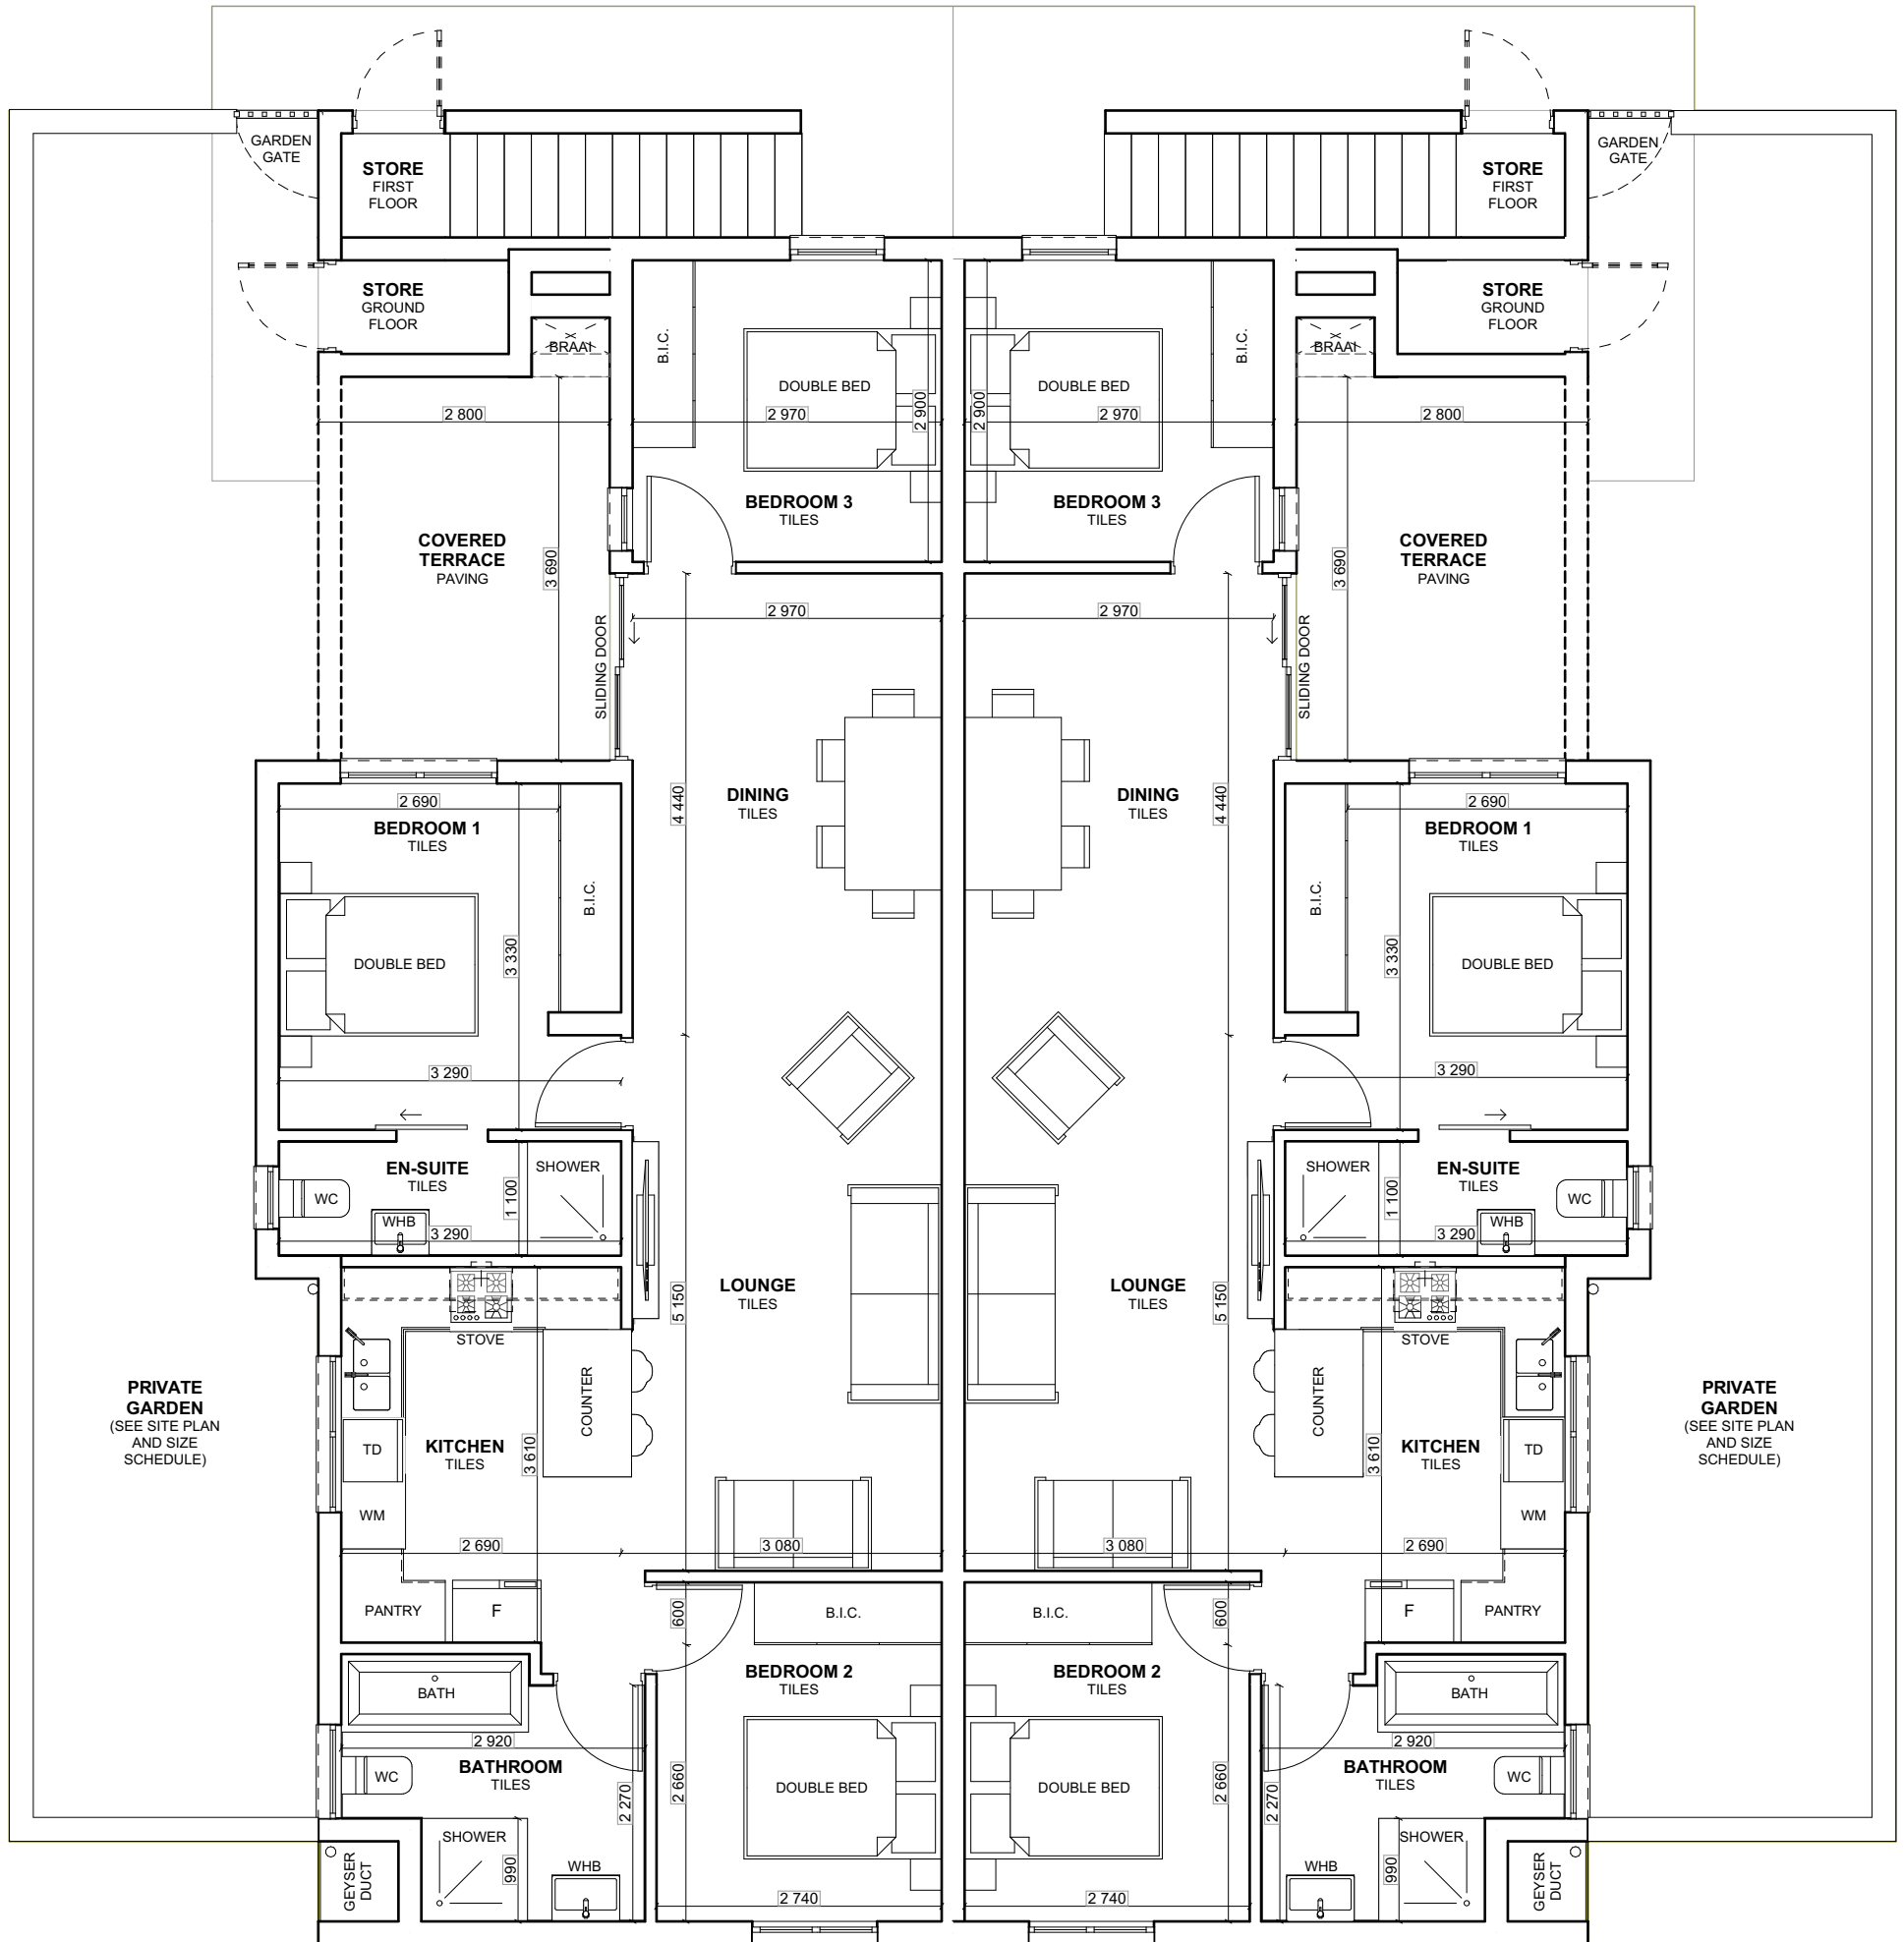 GARDEN
GATE
STORE
FIRST
FLOOR
STORE
FIRST
FLOOR
GARDEN
GATE
STORE
GROUND
FLOOR
STORE
GROUND
FLOOR
BRAAI
B.I.C.
DOUBLE BED
DOUBLE BED
B.I.C.
BRAAI
2 800
2 970
2 900
2 900
2 970
2 800
BEDROOM 3
TILES
BEDROOM 3
TILES
COVERED
TERRACE
PAVING
3 690
COVERED
TERRACE
PAVING
3 690
2 970
2 970
SLIDING DOOR
SLIDING DOOR
2 690
BEDROOM 1
TILES
4 440
DINING
TILES
DINING
TILES
4 440
2 690
BEDROOM 1
TILES
B.I.C.
B.I.C.
DOUBLE BED
3 330
3 330
DOUBLE BED
3 290
3 290
EN-SUITE
TILES
SHOWER
WC
WHB
1 100
3 290
SHOWER
EN-SUITE
TILES
WC
WHB
1 100
3 290
LOUNGE
TILES
5 150
LOUNGE
TILES
5 150
STOVE
STOVE
PRIVATE
GARDEN
(SEE SITE PLAN
AND SIZE
SCHEDULE)
COUNTER
COUNTER
PRIVATE
GARDEN
(SEE SITE PLAN
AND SIZE
SCHEDULE)
TD
KITCHEN
TILES
3 610
3 610
KITCHEN
TILES
TD
WM
WM
2 690
3 080
3 080
2 690
PANTRY
F
600
B.I.C.
B.I.C.
600
F
PANTRY
BEDROOM 2
TILES
BEDROOM 2
TILES
BATH
BATH
2 920
2 920
BATHROOM
TILES
BATHROOM
TILES
WC
DOUBLE BED
DOUBLE BED
WC
2 270
2 660
2 660
2 270
SHOWER
SHOWER
GEYSER
DUCT
990
WHB
WHB
990
GEYSER
DUCT
2 740
2 740